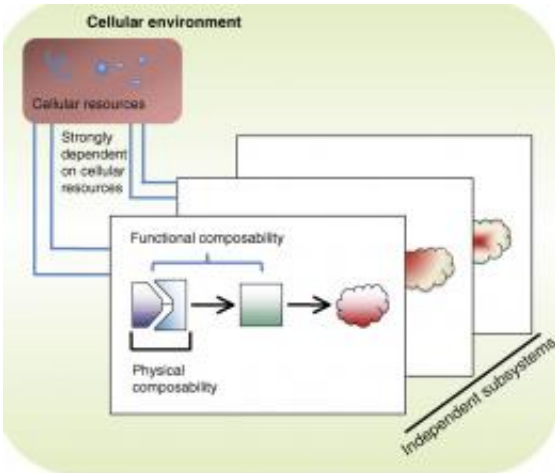 Cellular environment
Cellular resources
Strongly
dependent
on cellular
resources
Functional composability
Physical
composability
Independent subsystems